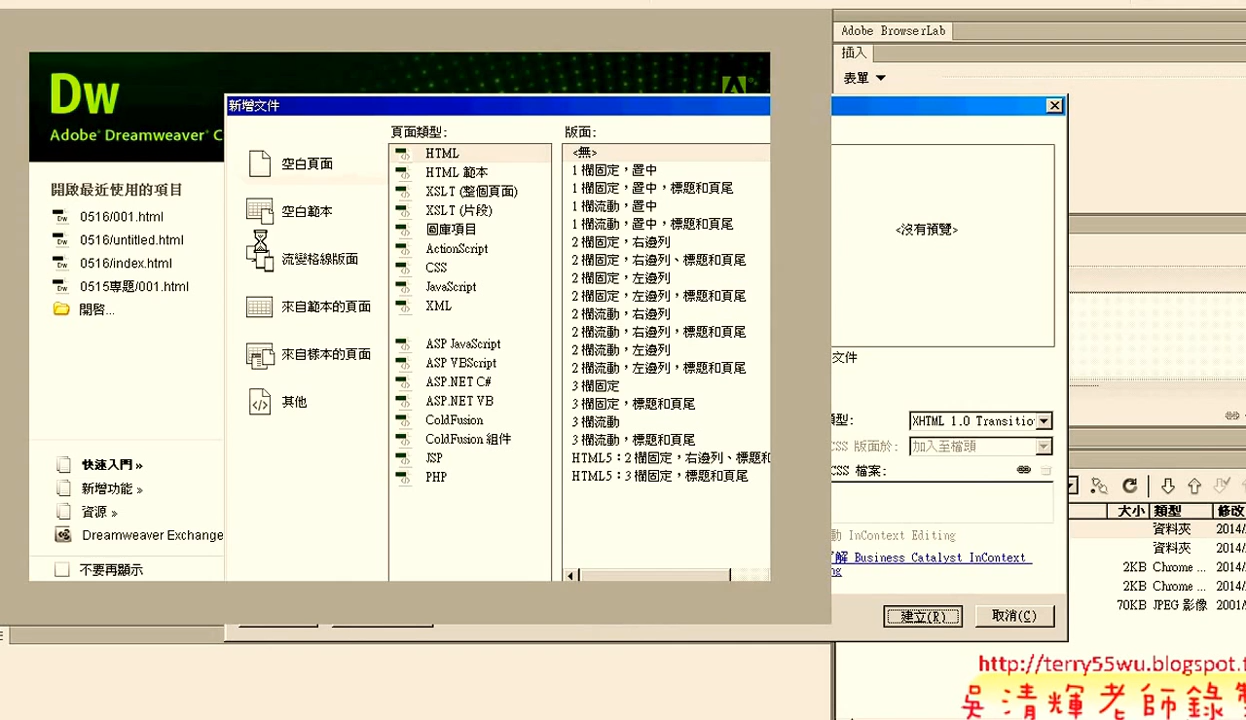 Adobe BrowserLab
插入
表單
Dw
Adobe Dreamweaver C
開啟最近使用的項目
0516/001.html
0516/untitled.html
0516/index.html
0515專題/001.html
開啓...
快速入門 »
新增功能 »
資源 »
Dreamweaver Exchange
不要再顯示
新增文件
空白頁面
空白範本
流變格線版面
來自範本的頁面
來自樣本的頁面
其他
頁面類型:
HTML
HTML 範本
XSLT (整個頁面)
XSLT (片段)
圖庫項目
ActionScript
CSS
JavaScript
XML
ASP JavaScript
ASP VBScript
ASP.NET C#
ASP.NET VB
ColdFusion
ColdFusion 組件
JSP
PHP
版面:
<無>
1 欄固定，置中
1 欄固定，置中，標題和頁尾
1 欄流動，置中
1 欄流動，置中，標題和頁尾
2 欄固定，右邊列
2 欄固定，右邊列、標題和頁尾
2 欄固定，左邊列
2 欄固定，左邊列，標題和頁尾
2 欄流動，右邊列
2 欄流動，右邊列，標題和頁尾
2 欄流動，左邊列
2 欄流動，左邊列，標題和頁尾
3 欄固定
3 欄固定，標題和頁尾
3 欄流動
3 欄流動，標題和頁尾
HTML5：2 欄固定，右邊列、標題和
HTML5：3 欄固定，標題和頁尾
<沒有預覽>
文件
類型:
XHTML 1.0 Transitio
CSS 版面於:
加入至檔頭
CSS 檔案:
InContext Editing
解 Business Catalyst InContext
ng
建立(R)
取消(C)
大小 類型 修改
資料夾 2014/
資料夾 2014/
2KB Chrome ... 2014/
2KB Chrome ... 2014/
70KB JPEG 影像 2001/
http://terry55wu.blogspot.t
吳清輝老師錄製